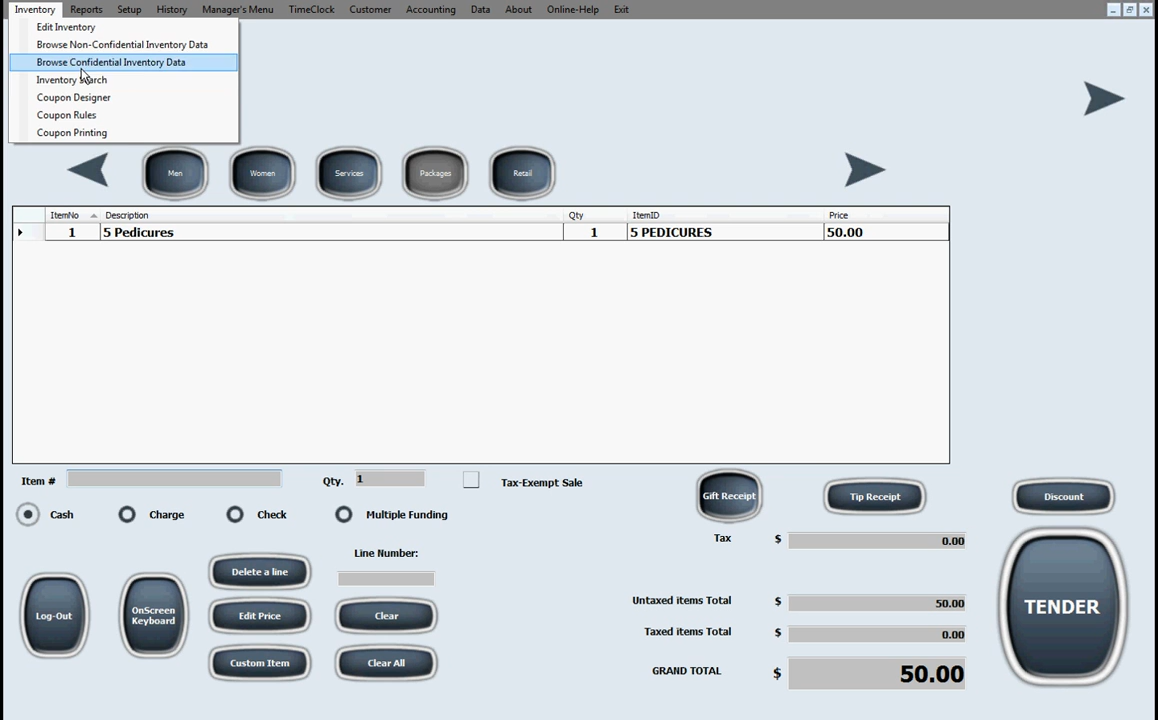 Inventory Reports Setup History Manager's Menu TimeClock Customer Accounting Data About Online-Help Exit
Edit Inventory
Browse Non-Confidential Inventory Data
Browse Confidential Inventory Data
Inventory Search
Coupon Designer
Coupon Rules
Coupon Printing
Men Women Services Packages Retail
ItemNo Description Qty ItemID Price
1 5 Pedicures 1 5 PEDICURES 50.00
Item # Qty. 1 Tax-Exempt Sale
Gift Receipt Tip Receipt Discount
Cash Charge Check Multiple Funding
Tax $ 0.00
Line Number:
Delete a line
Untaxed items Total $ 50.00
Log-Out
OnScreen
Keyboard
Edit Price Clear
TENDER
Taxed items Total $ 0.00
Custom Item Clear All
GRAND TOTAL $ 50.00